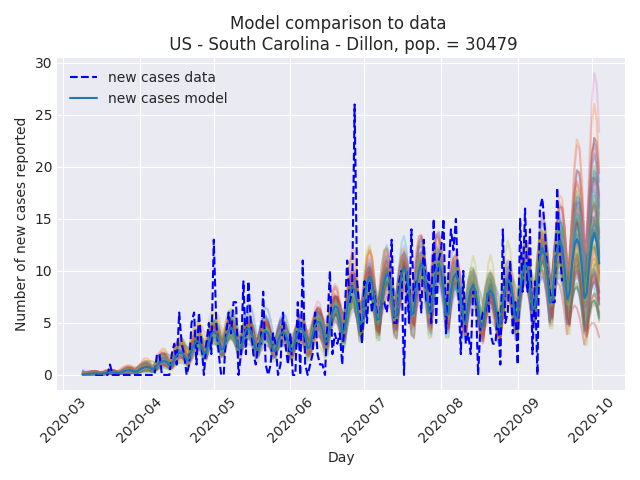 Model comparison to data
US - South Carolina - Dillon, pop. = 30479
30
25
20
15
10
5
0
Number of new cases reported
new cases data
new cases model
2020-03
2020-04
2020-05
2020-06
2020-07
2020-08
2020-09
2020-10
Day